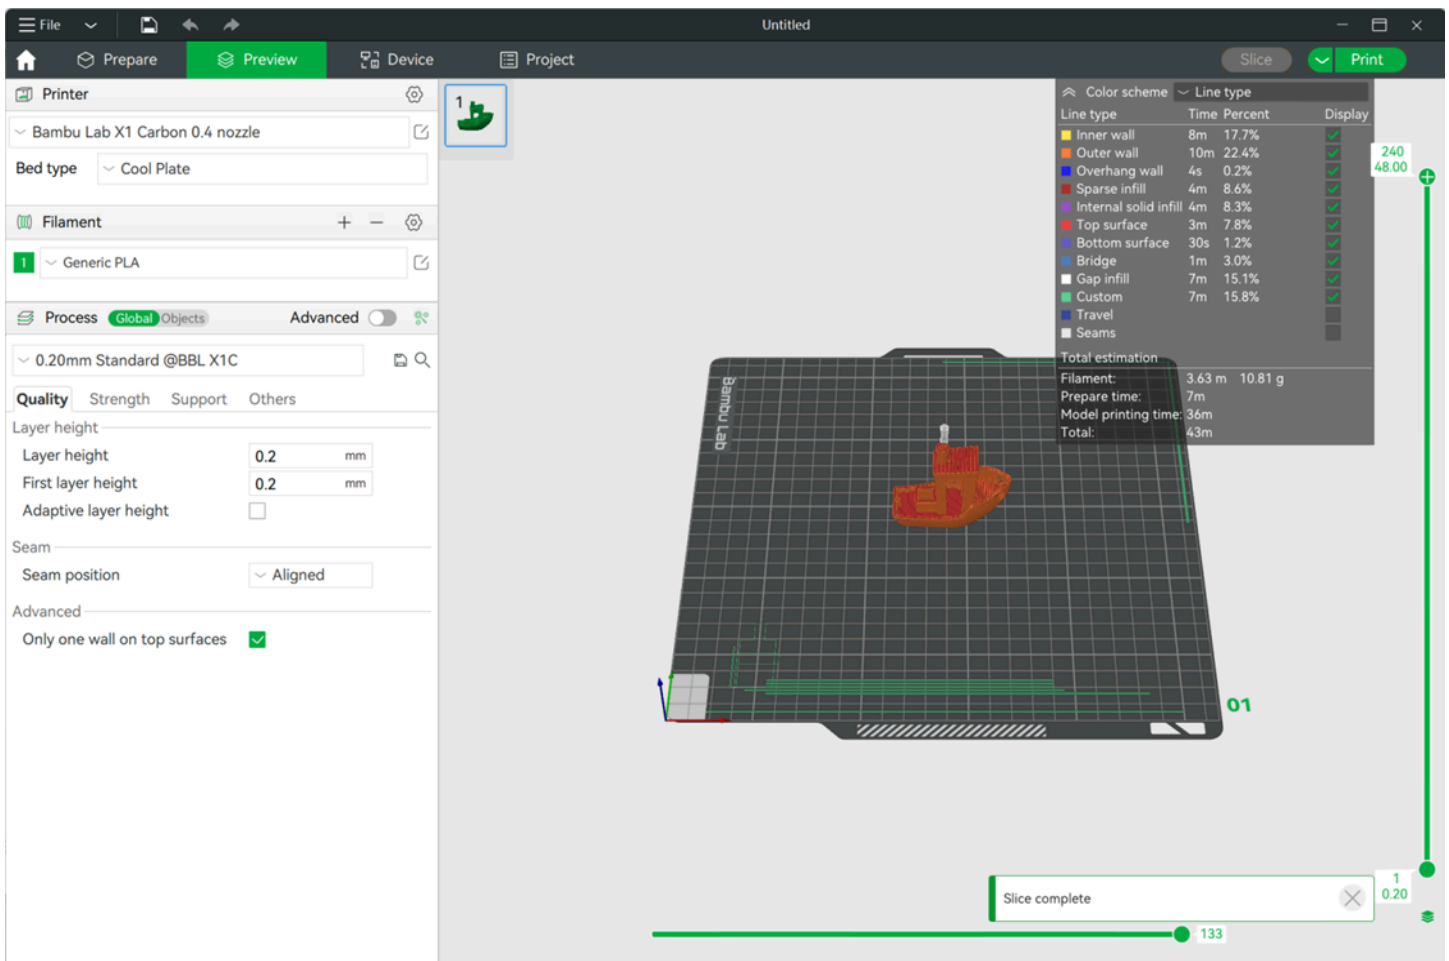 File
Untitled
Prepare
Preview
Device
Project
Slice
Print
Printer
Bambu Lab X1 Carbon 0.4 nozzle
Bed type
Cool Plate
Filament
1
Generic PLA
Process
Global
Objects
Advanced
0.20mm Standard @BBL X1C
Quality
Strength
Support
Others
Layer height
Layer height 0.2 mm
First layer height 0.2 mm
Adaptive layer height
Seam
Seam position Aligned
Advanced
Only one wall on top surfaces
1
Color scheme Line type
Line type Time Percent Display
Inner wall 8m 17.7%
Outer wall 10m 22.4%
Overhang wall 4s 0.2%
Sparse infill 4m 8.6%
Internal solid infill 4m 8.3%
Top surface 3m 7.8%
Bottom surface 30s 1.2%
Bridge 1m 3.0%
Gap infill 7m 15.1%
Custom 7m 15.8%
Travel
Seams
Total estimation
Filament: 3.63 m 10.81 g
Prepare time: 7m
Model printing time: 36m
Total: 43m
240
48.00
Bambu Lab
01
Slice complete
1
0.20
133